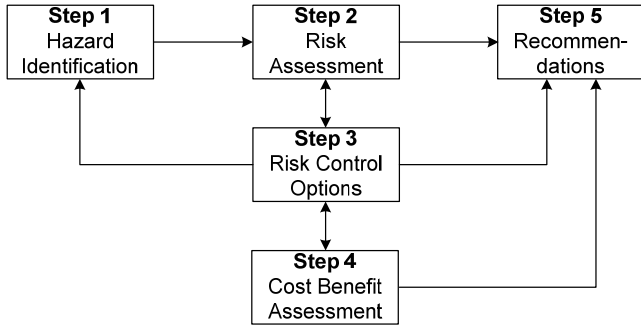 Step 1
Hazard
Identification
Step 2
Risk
Assessment
Step 5
Recommen-
dations
Step 3
Risk Control
Options
Step 4
Cost Benefit
Assessment